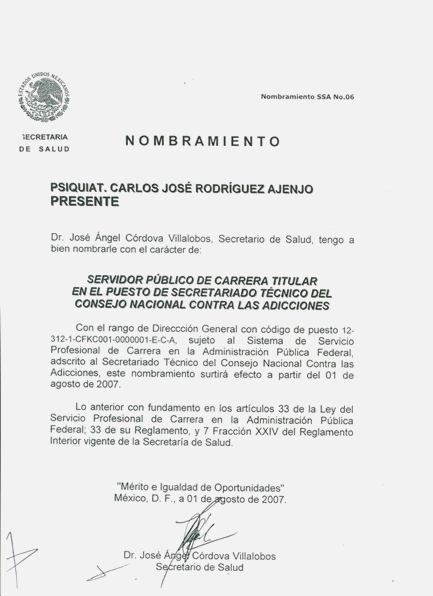 ESTADOS UNIDOS MEXICANOS
Nombramiento SSA No.06
SECRETARIA
DE SALUD
NOMBRAMIENTO
PSIQUIAT. CARLOS JOSÉ RODRÍGUEZ AJENJO
PRESENTE
Dr. José Ángel Córdova Villalobos, Secretario de Salud, tengo a
bien nombrarle con el carácter de:
SERVIDOR PÚBLICO DE CARRERA TITULAR
EN EL PUESTO DE SECRETARIADO TÉCNICO DEL
CONSEJO NACIONAL CONTRA LAS ADICCIONES
Con el rango de Direccción General con código de puesto 12-
312-1-CFKC001-0000001-E-C-A, sujeto al Sistema de Servicio
Profesional de Carrera en la Administración Pública Federal,
adscrito al Secretariado Técnico del Consejo Nacional Contra las
Adicciones, este nombramiento surtirá efecto a partir del 01 de
agosto de 2007.
Lo anterior con fundamento en los artículos 33 de la Ley del
Servicio Profesional de Carrera en la Administración Pública
Federal; 33 de su Reglamento, y 7 Fracción XXIV del Reglamento
Interior vigente de la Secretaría de Salud.
"Mérito e Igualdad de Oportunidades"
México, D. F., a 01 de agosto de 2007.
Dr. José Ángel Córdova Villalobos
Secretario de Salud